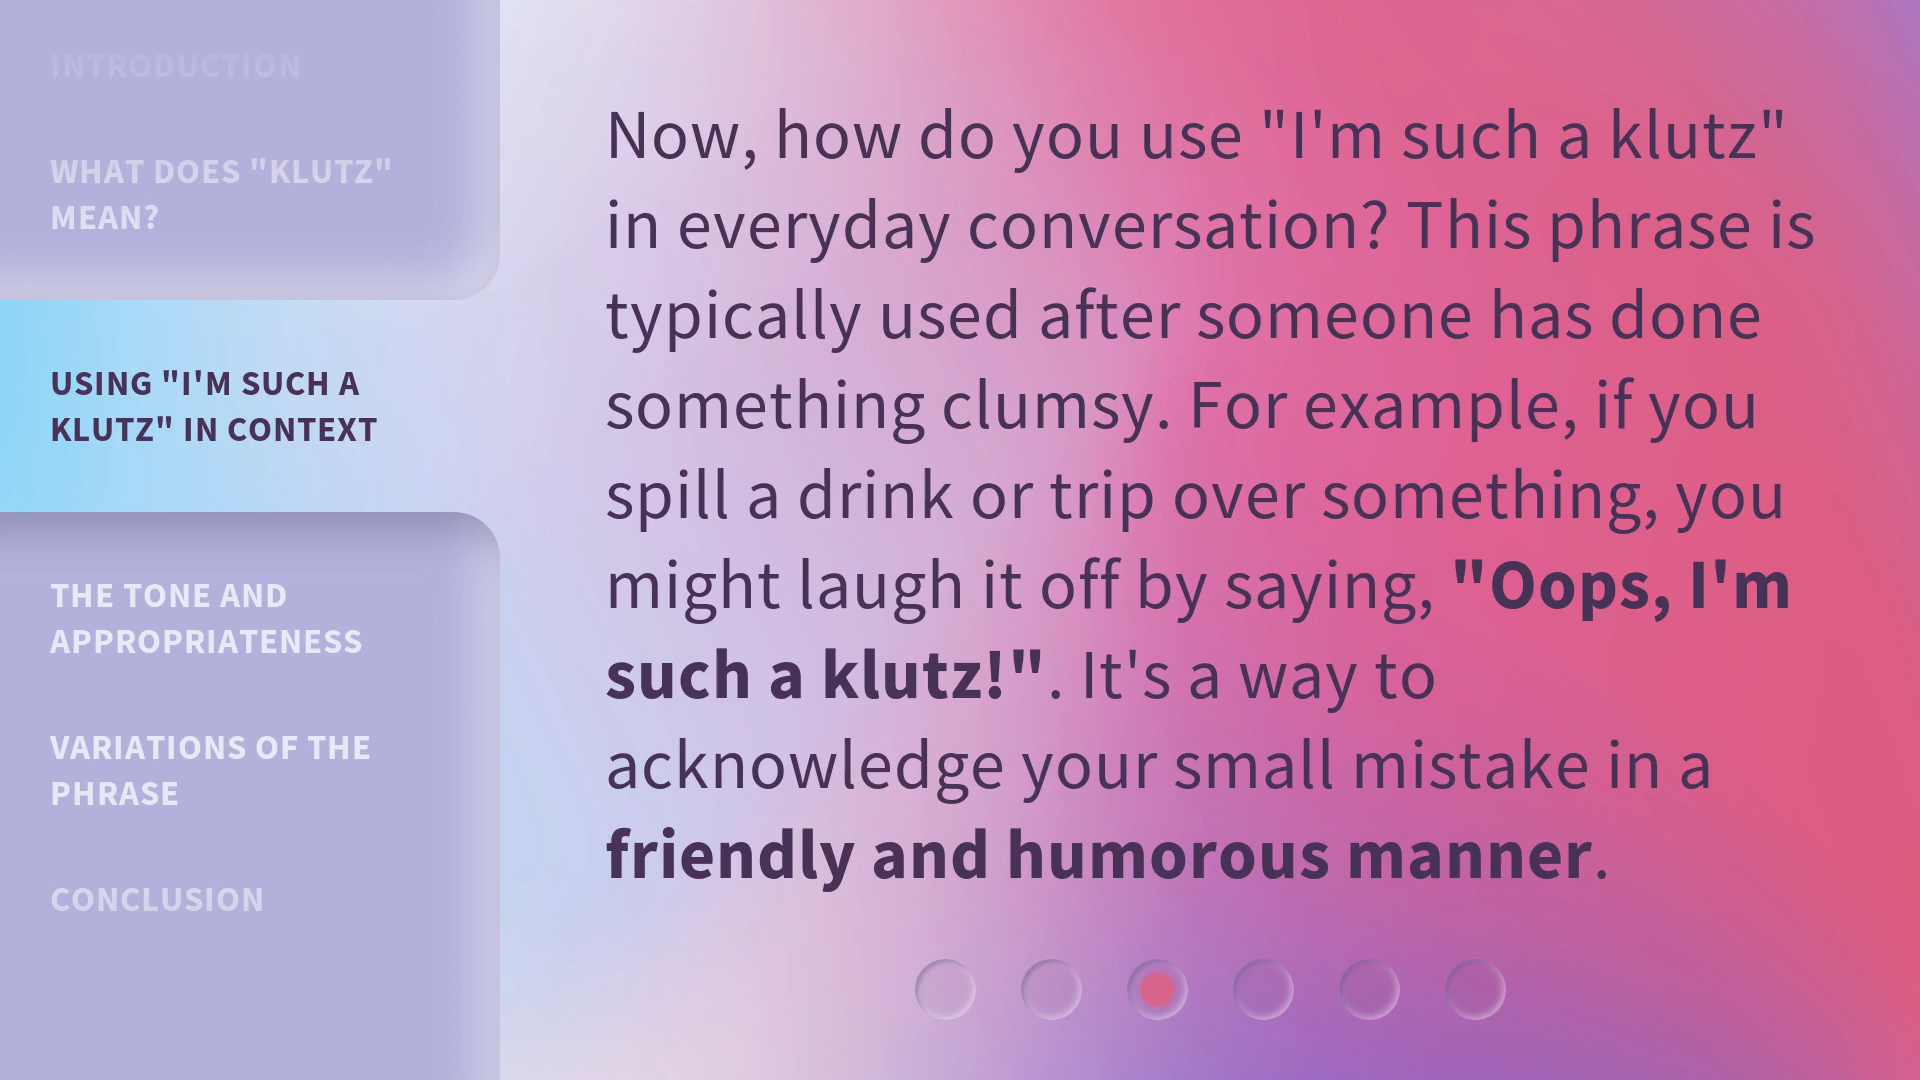 INTRODUCTION
WHAT DOES "KLUTZ"
MEAN?
USING "I'M SUCH A
KLUTZ" IN CONTEXT
THE TONE AND
APPROPRIATENESS
VARIATIONS OF THE
PHRASE
CONCLUSION
Now, how do you use "I'm such a klutz"
in everyday conversation? This phrase is
typically used after someone has done
something clumsy. For example, if you
spill a drink or trip over something, you
might laugh it off by saying, "Oops, I'm
such a klutz!". It's a way to
acknowledge your small mistake in a
friendly and humorous manner.